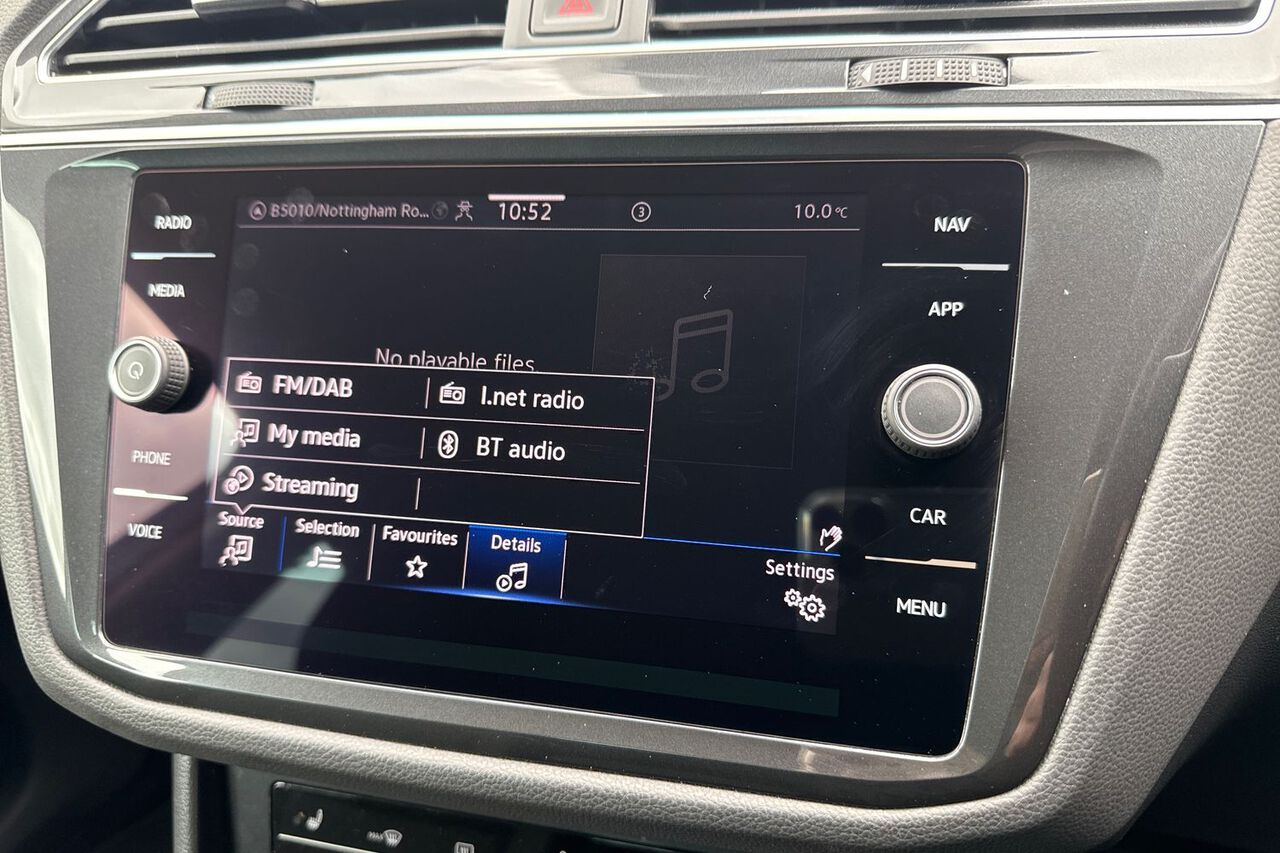 RADIO
MEDIA
PHONE
VOICE
B5010/Nottingham Ro...
10:52
3
10.0°C
No playable files
FM/DAB
I.net radio
My media
BT audio
Streaming
Source
Selection
Favourites
Details
Settings
NAV
APP
CAR
MENU
MAX